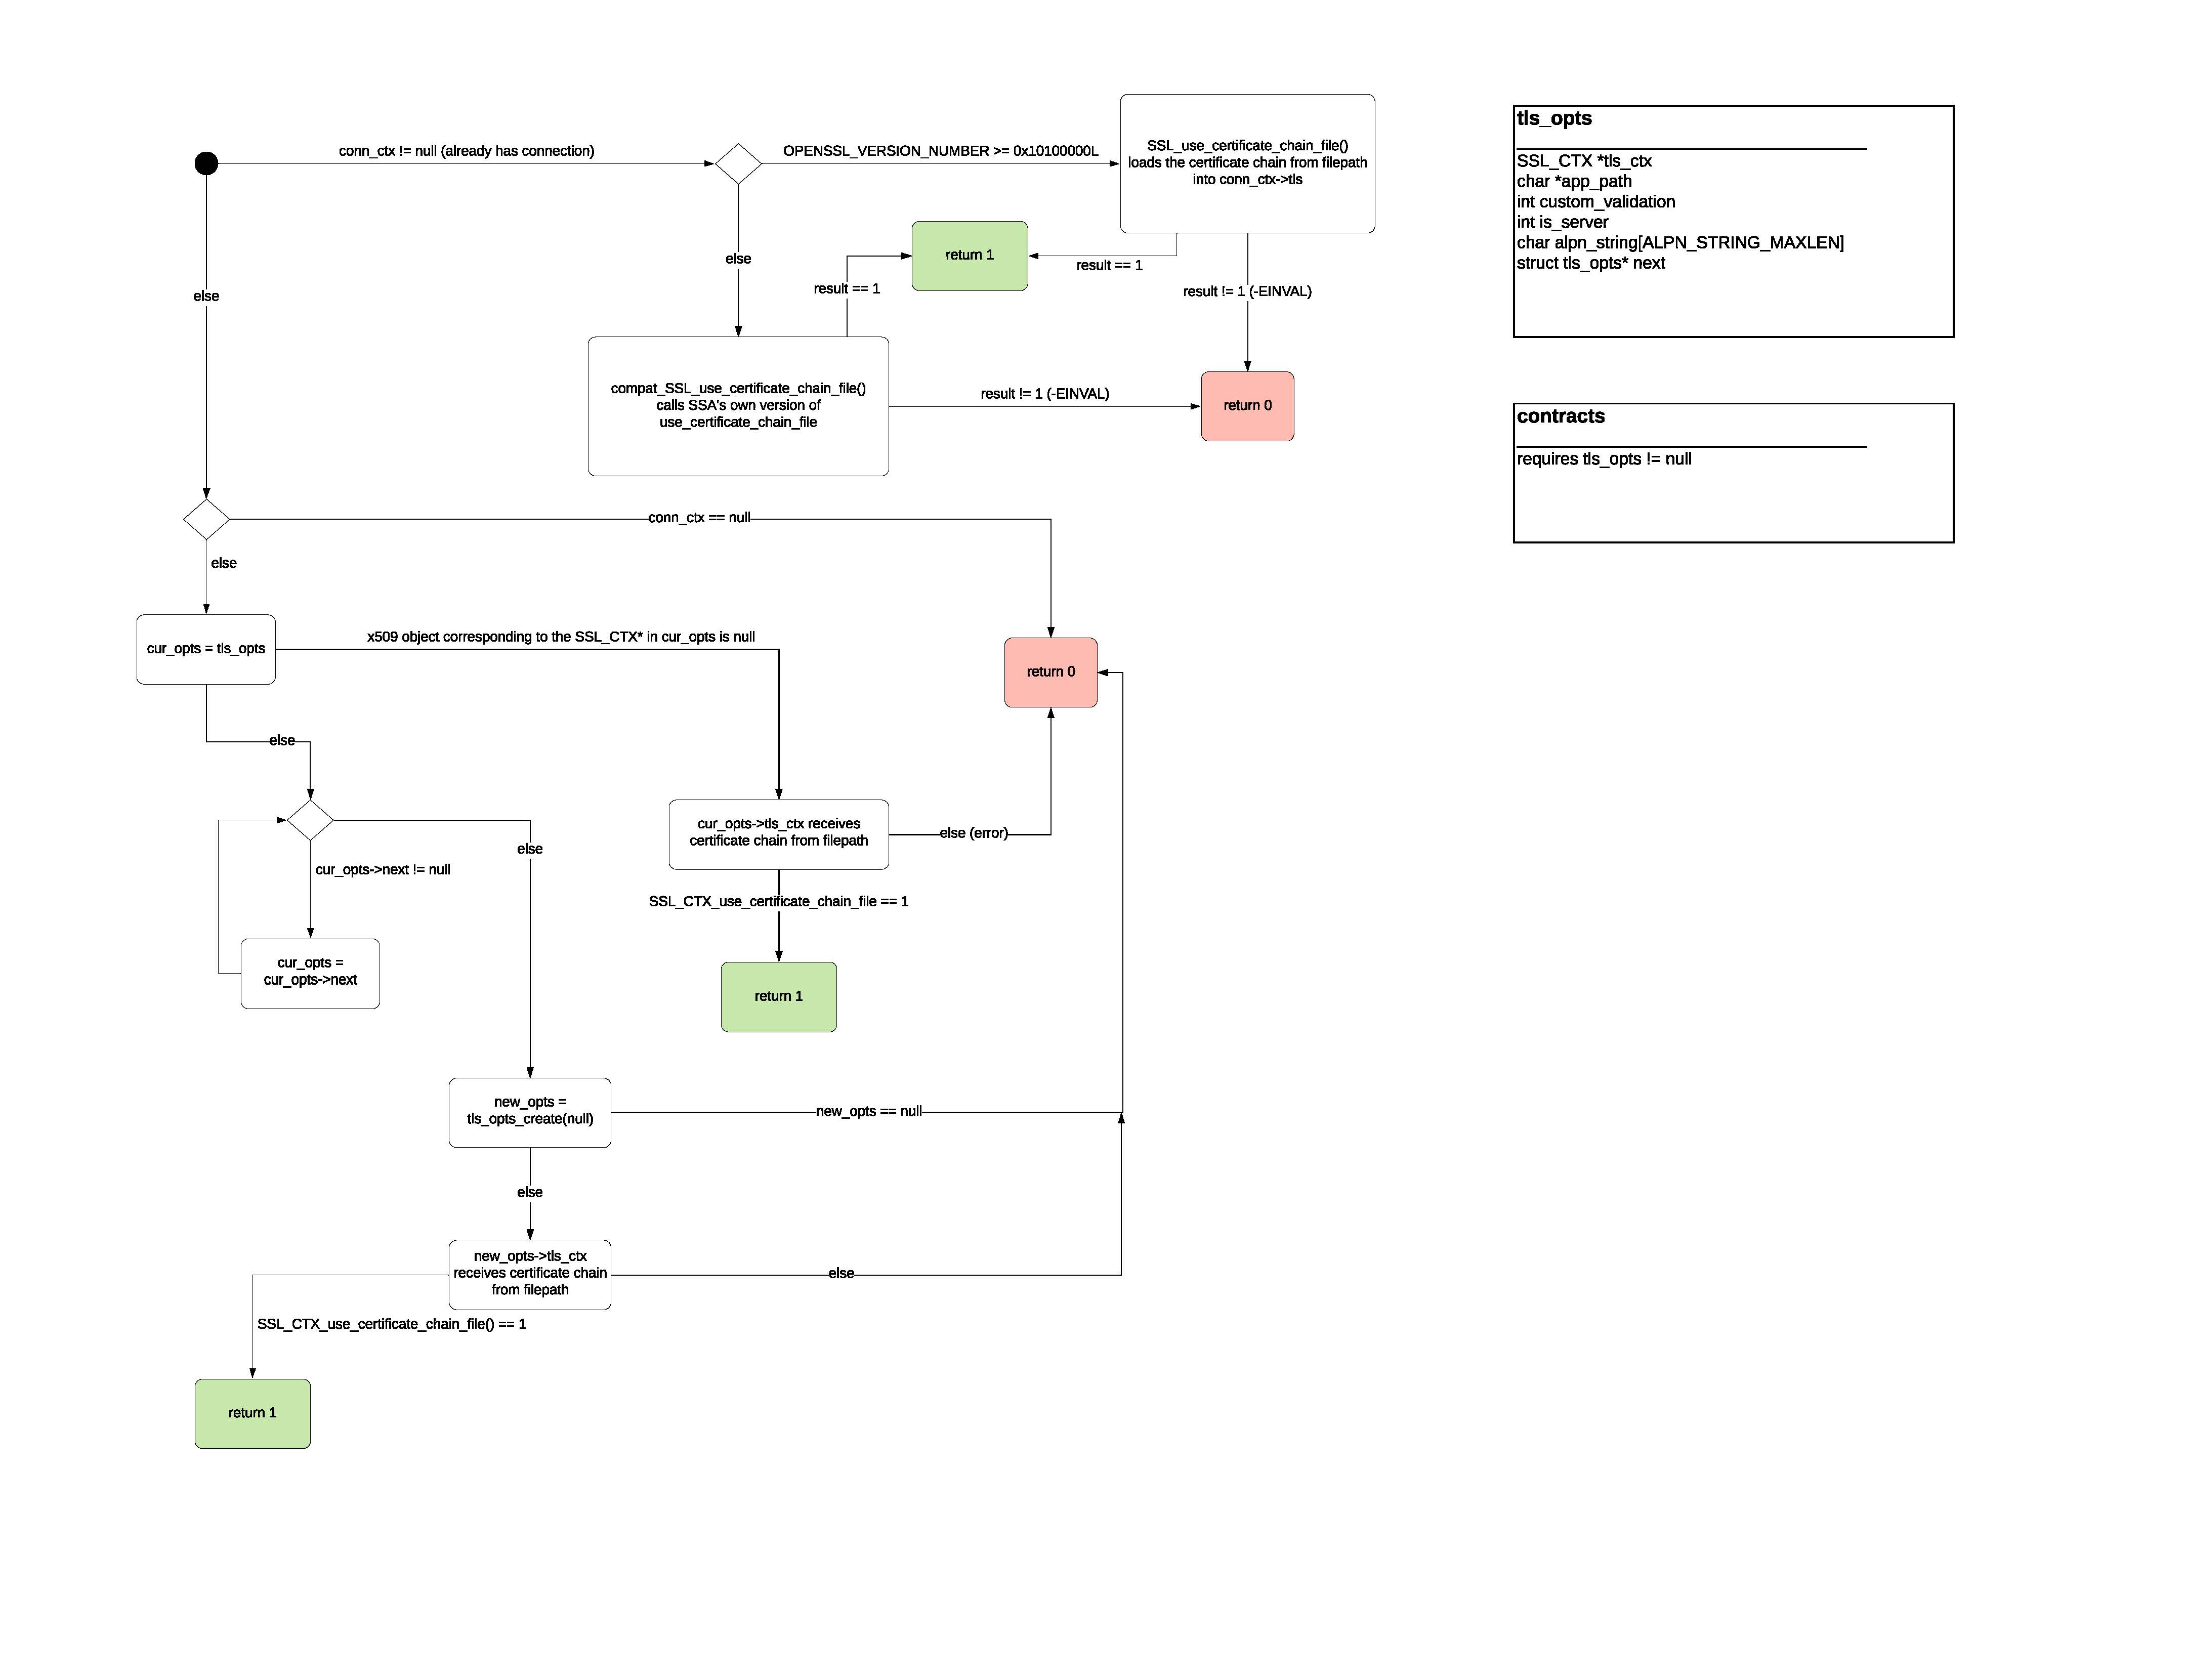 conn_ctx != null (already has connection)
OPENSSL_VERSION_NUMBER >= 0x10100000L
SSL_use_certificate_chain_file()
loads the certificate chain from filepath
into conn_ctx->tls
tls_opts
SSL_CTX *tls_ctx
char *app_path
int custom_validation
int is_server
char alpn_string[ALPN_STRING_MAXLEN]
struct tls_opts* next
return 1
result == 1
else
result == 1
result != 1 (-EINVAL)
else
compat_SSL_use_certificate_chain_file()
calls SSA's own version of
use_certificate_chain_file
result != 1 (-EINVAL)
return 0
contracts
requires tls_opts != null
conn_ctx == null
else
cur_opts = tls_opts
x509 object corresponding to the SSL_CTX* in cur_opts is null
return 0
else
cur_opts->tls_ctx receives
certificate chain from filepath
else (error)
else
cur_opts->next != null
SSL_CTX_use_certificate_chain_file == 1
cur_opts =
cur_opts->next
return 1
new_opts =
tls_opts_create(null)
new_opts == null
else
new_opts->tls_ctx
receives certificate chain
from filepath
else
SSL_CTX_use_certificate_chain_file() == 1
return 1